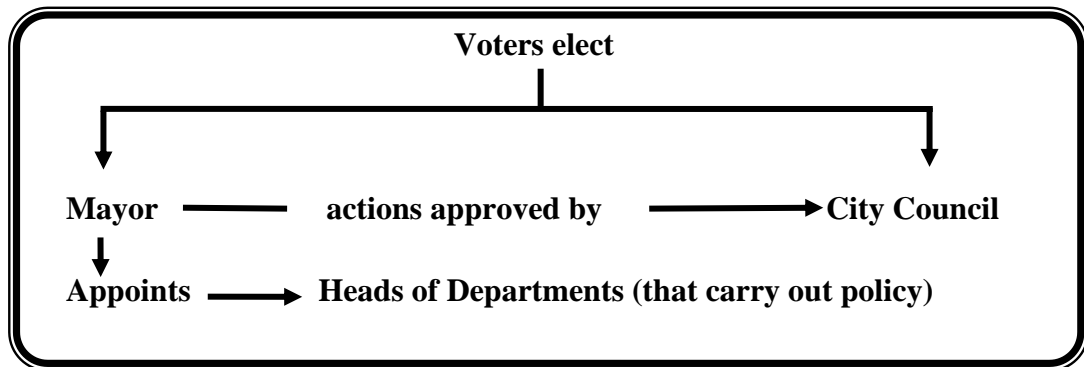 Voters elect
Mayor actions approved by City Council
Appoints Heads of Departments (that carry out policy)